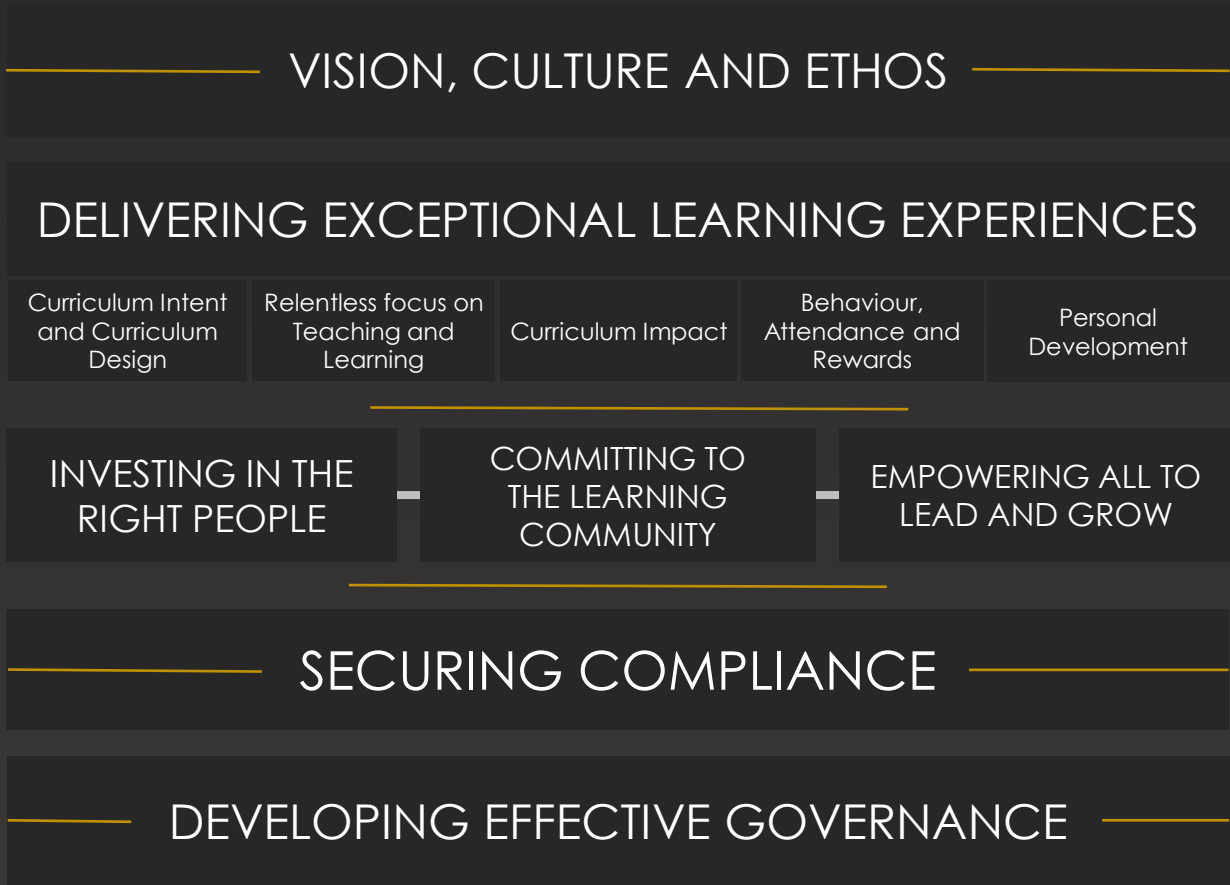 VISION, CULTURE AND ETHOS
DELIVERING EXCEPTIONAL LEARNING EXPERIENCES
Curriculum Intent
and Curriculum
Design
Relentless focus on
Teaching and
Learning
Curriculum Impact
Behaviour,
Attendance and
Rewards
Personal
Development
INVESTING IN THE
RIGHT PEOPLE
COMMITTING TO
THE LEARNING
COMMUNITY
EMPOWERING ALL TO
LEAD AND GROW
SECURING COMPLIANCE
DEVELOPING EFFECTIVE GOVERNANCE